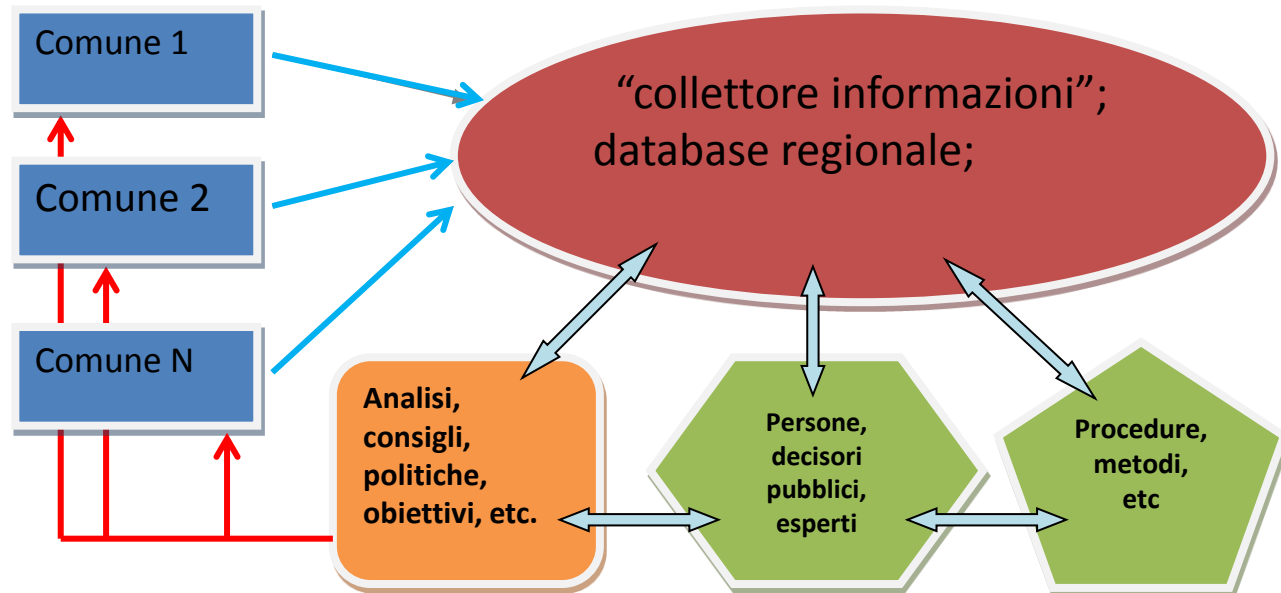 Comune 1
“collettore informazioni”;
database regionale;
Comune 2
Comune N
Analisi,
consigli,
politiche,
obiettivi, etc.
Persone,
decisori
pubblici,
esperti
Procedure,
metodi,
etc